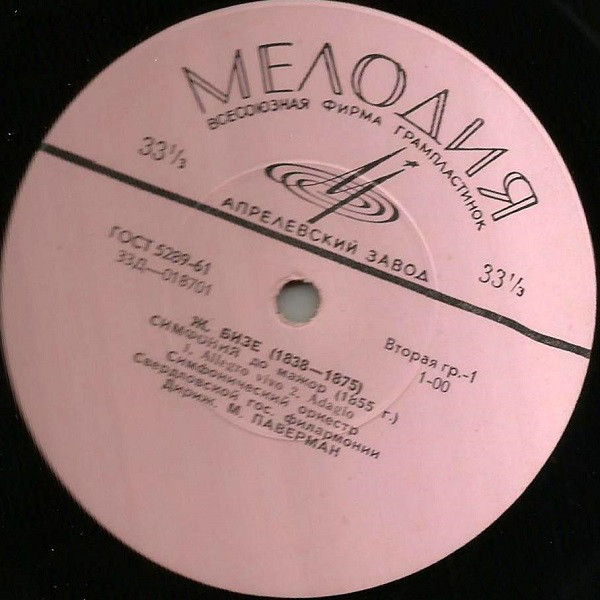 МЕЛОДИЯ
ВСЕСОЮЗНАЯ ФИРМА ГРАМПЛАСТИНОК
33⅓
АПРЕЛЕВСКИЙ ЗАВОД
33⅓
ГОСТ 5289-61
33Д—018701
Вторая гр.-1
1-00
Ж. БИЗЕ (1838—1875)
СИМФОНИЯ до мажор (1855 г.)
1. Allegro vivo 2. Adagio
Симфонический оркестр
Свердловской гос. филармонии
Дириж. М. ПАВЕРМАН